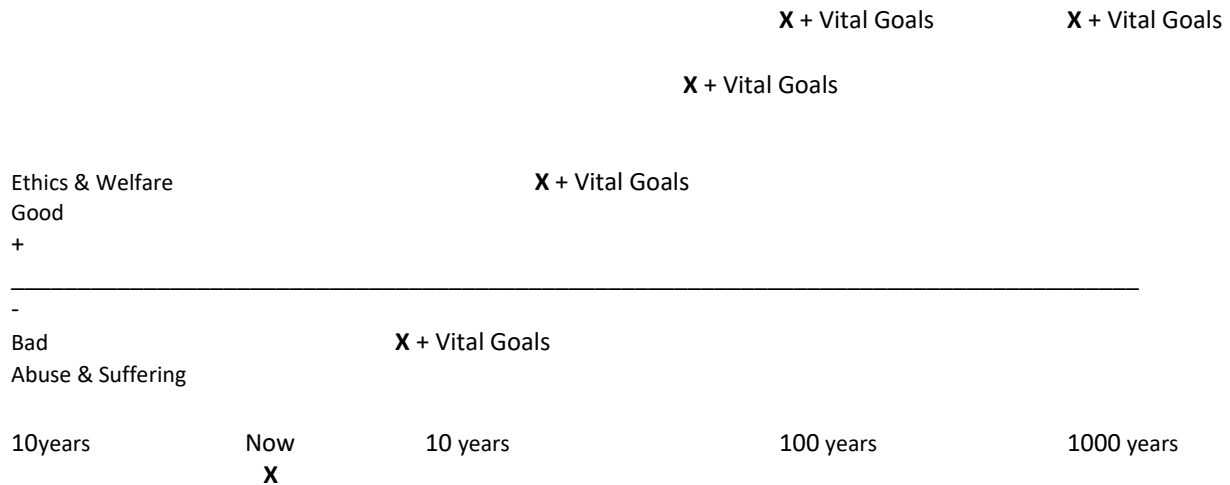 X + Vital Goals X + Vital Goals
X + Vital Goals
Ethics & Welfare X + Vital Goals
Good
+
-
Bad X + Vital Goals
Abuse & Suffering
10years Now 10 years 100 years 1000 years
X